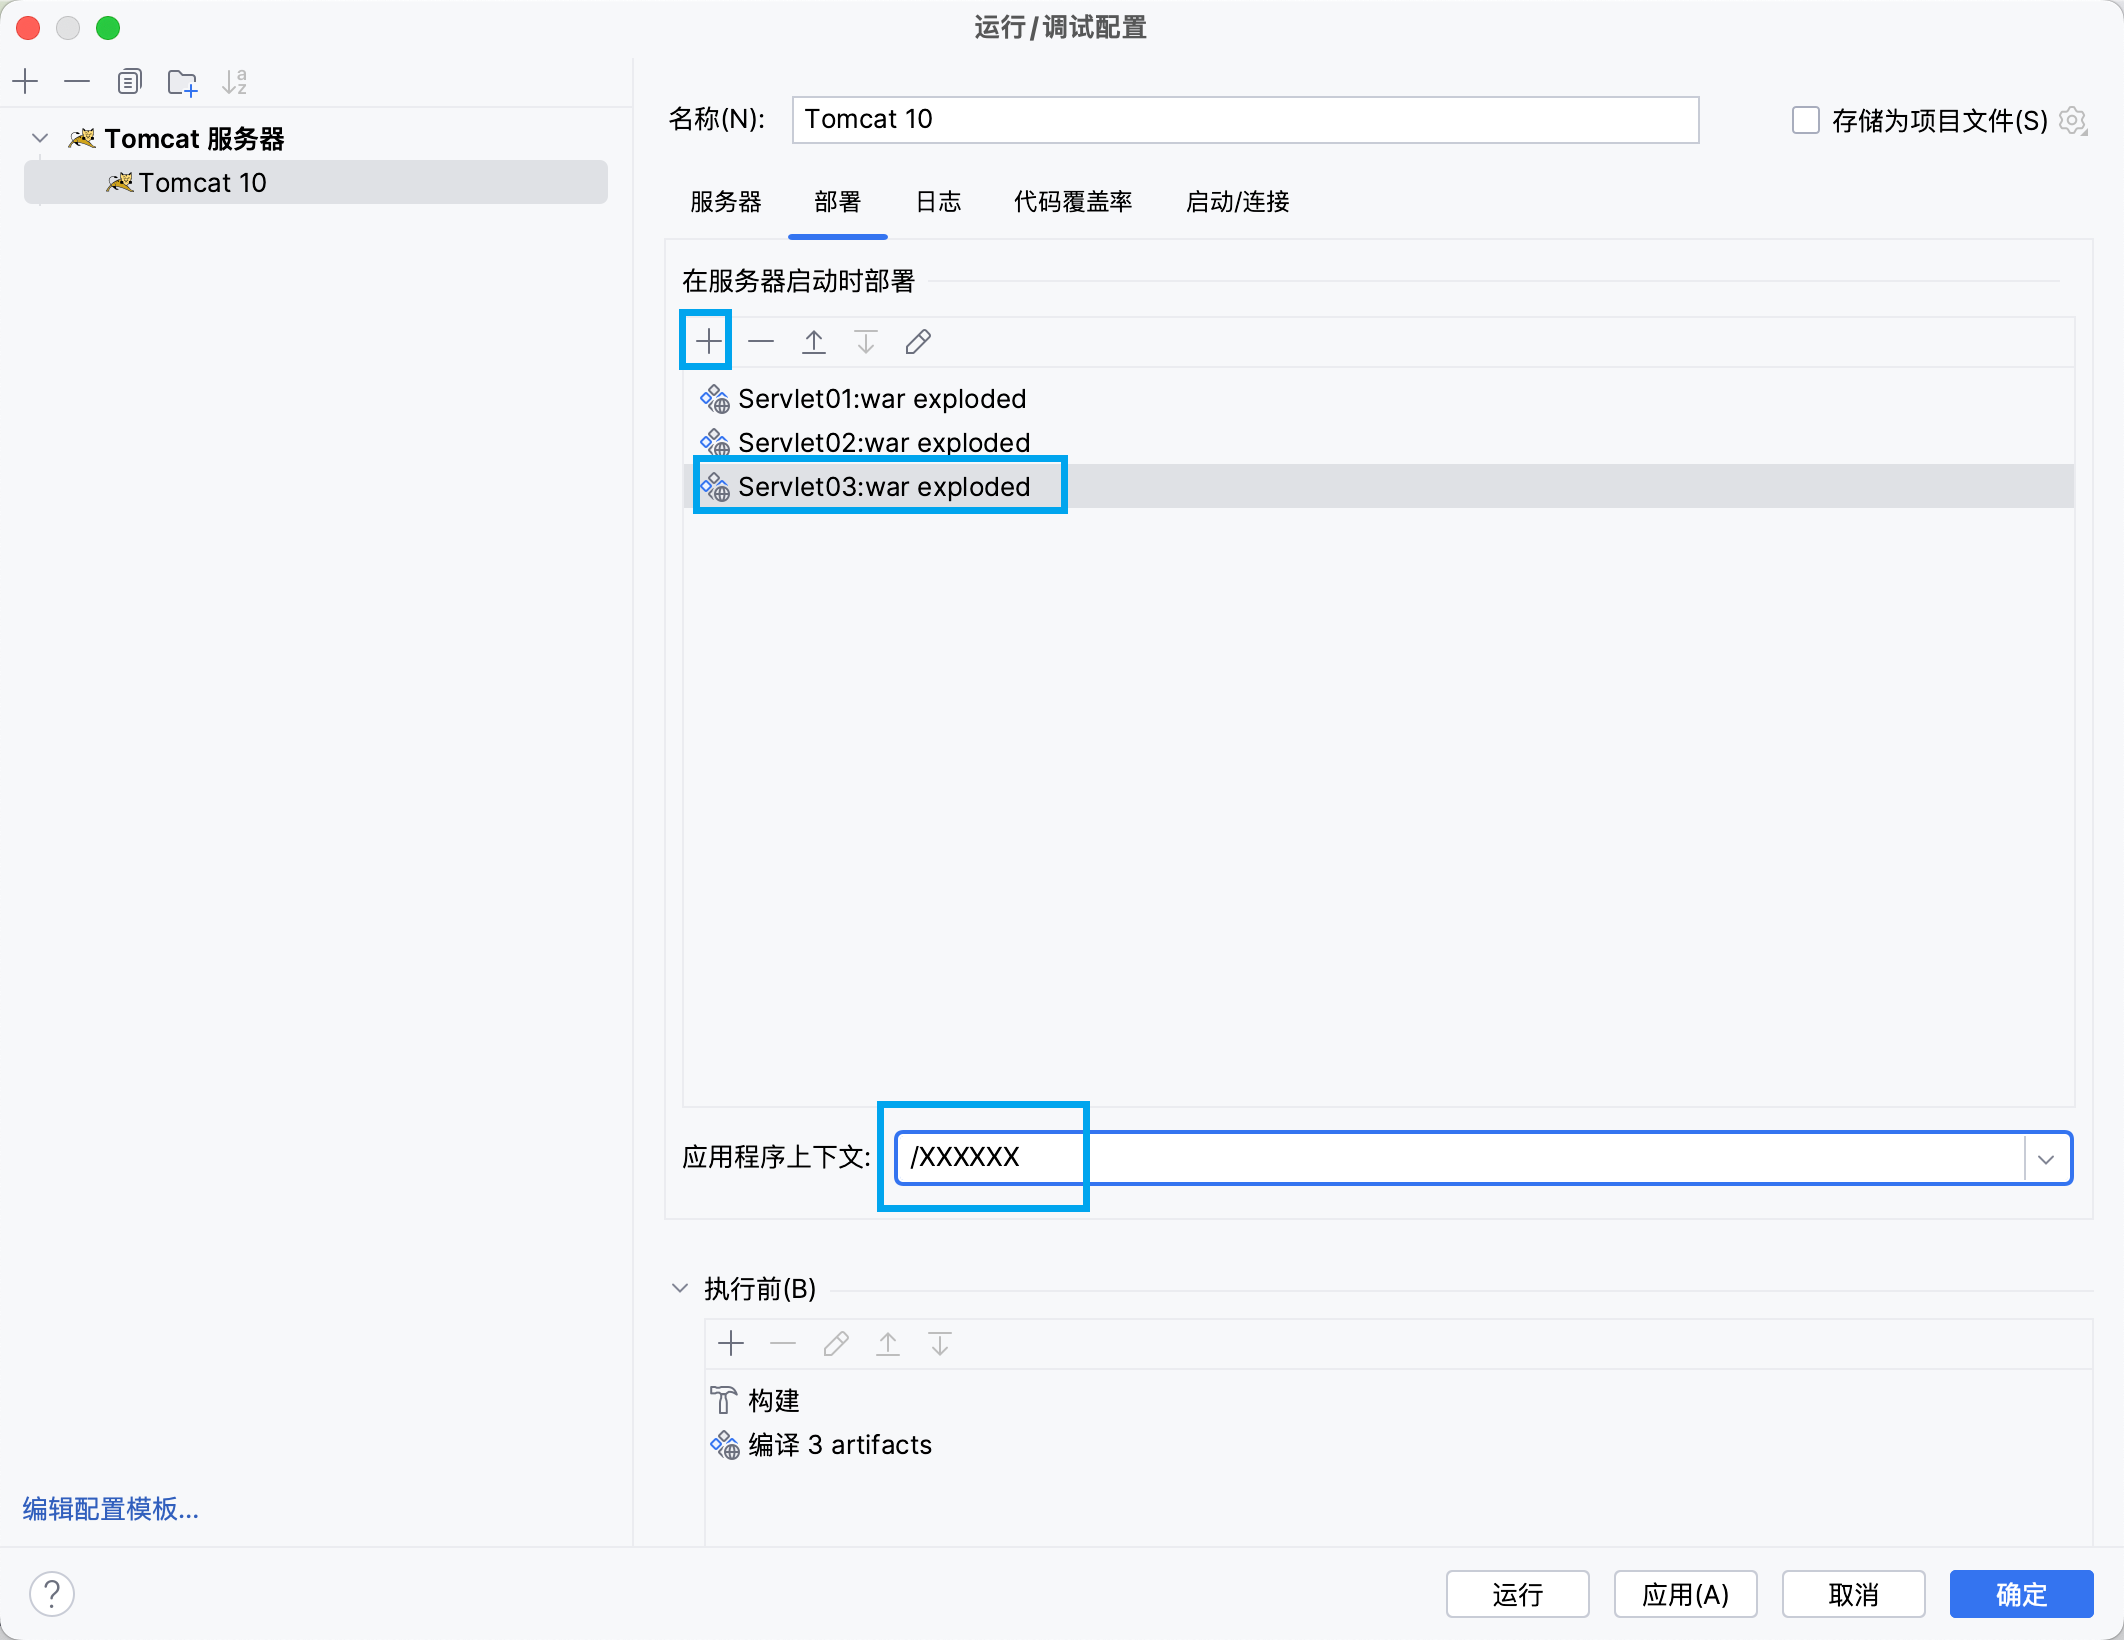 运行/调试配置
Tomcat 服务器
Tomcat 10
名称(N):
Tomcat 10
存储为项目文件(S)
服务器
部署
日志
代码覆盖率
启动/连接
在服务器启动时部署
Servlet01:war exploded
Servlet02:war exploded
Servlet03:war exploded
应用程序上下文:
/XXXXXX
执行前(B)
构建
编译 3 artifacts
编辑配置模板...
?
运行
应用(A)
取消
确定